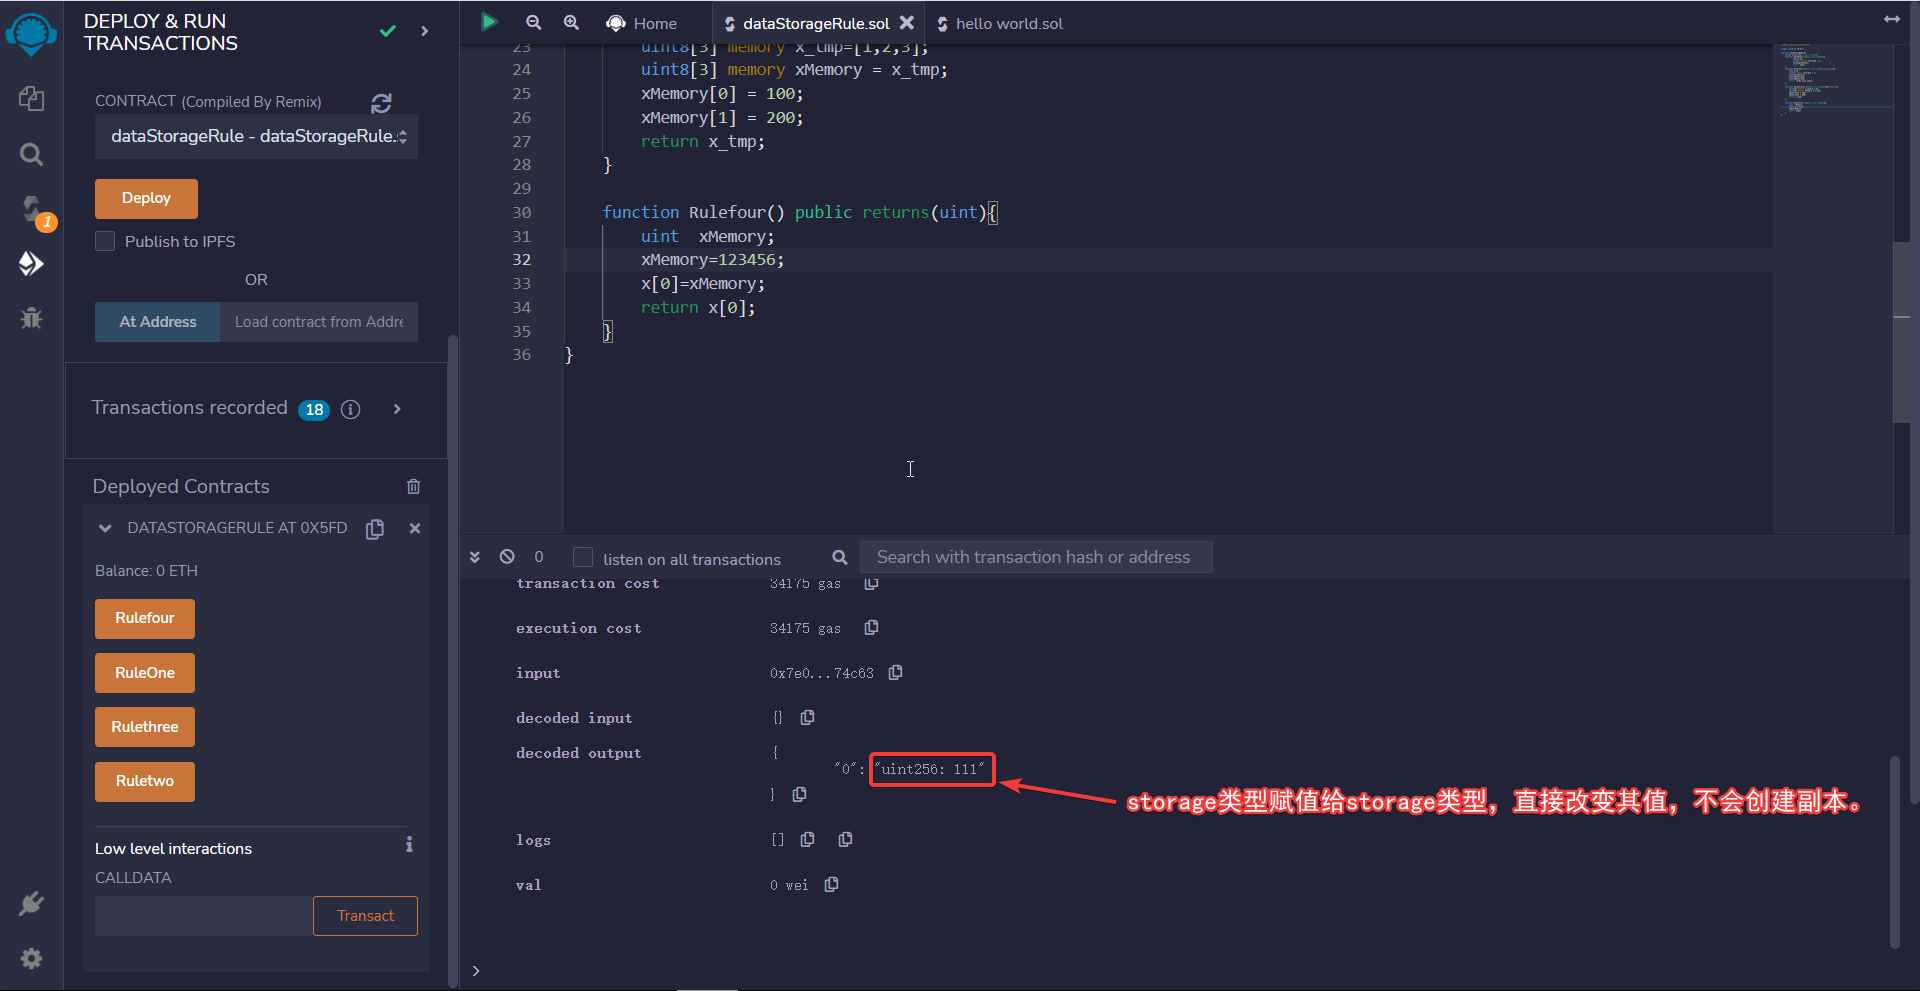 DEPLOY & RUN
TRANSACTIONS
CONTRACT (Compiled By Remix)
dataStorageRule - dataStorageRule.
Deploy
1
Publish to IPFS
OR
At Address
Load contract from Addre
Transactions recorded 18 i
Deployed Contracts
DATASTORAGERULE AT 0X5FD
Balance: 0 ETH
Rulefour
RuleOne
Rulethree
Ruletwo
Low level interactions
i
CALLDATA
Transact
Home
dataStorageRule.sol
hello world.sol
23 uint8[3] memory x_tmp=[1,2,3];
24 uint8[3] memory xMemory = x_tmp;
25 xMemory[0] = 100;
26 xMemory[1] = 200;
27 return x_tmp;
28 }
29
30 function Rulefour() public returns(uint){
31 uint  xMemory;
32 xMemory=123456;
33 x[0]=xMemory;
34 return x[0];
35 }
36 }
0
listen on all transactions
Search with transaction hash or address
transaction cost 34175 gas
execution cost 34175 gas
input 0x7e0...74c63
decoded input {}
decoded output {
"0": "uint256: 111"
}
storage类型赋值给storage类型，直接改变其值，不会创建副本。
logs []
val 0 wei
>